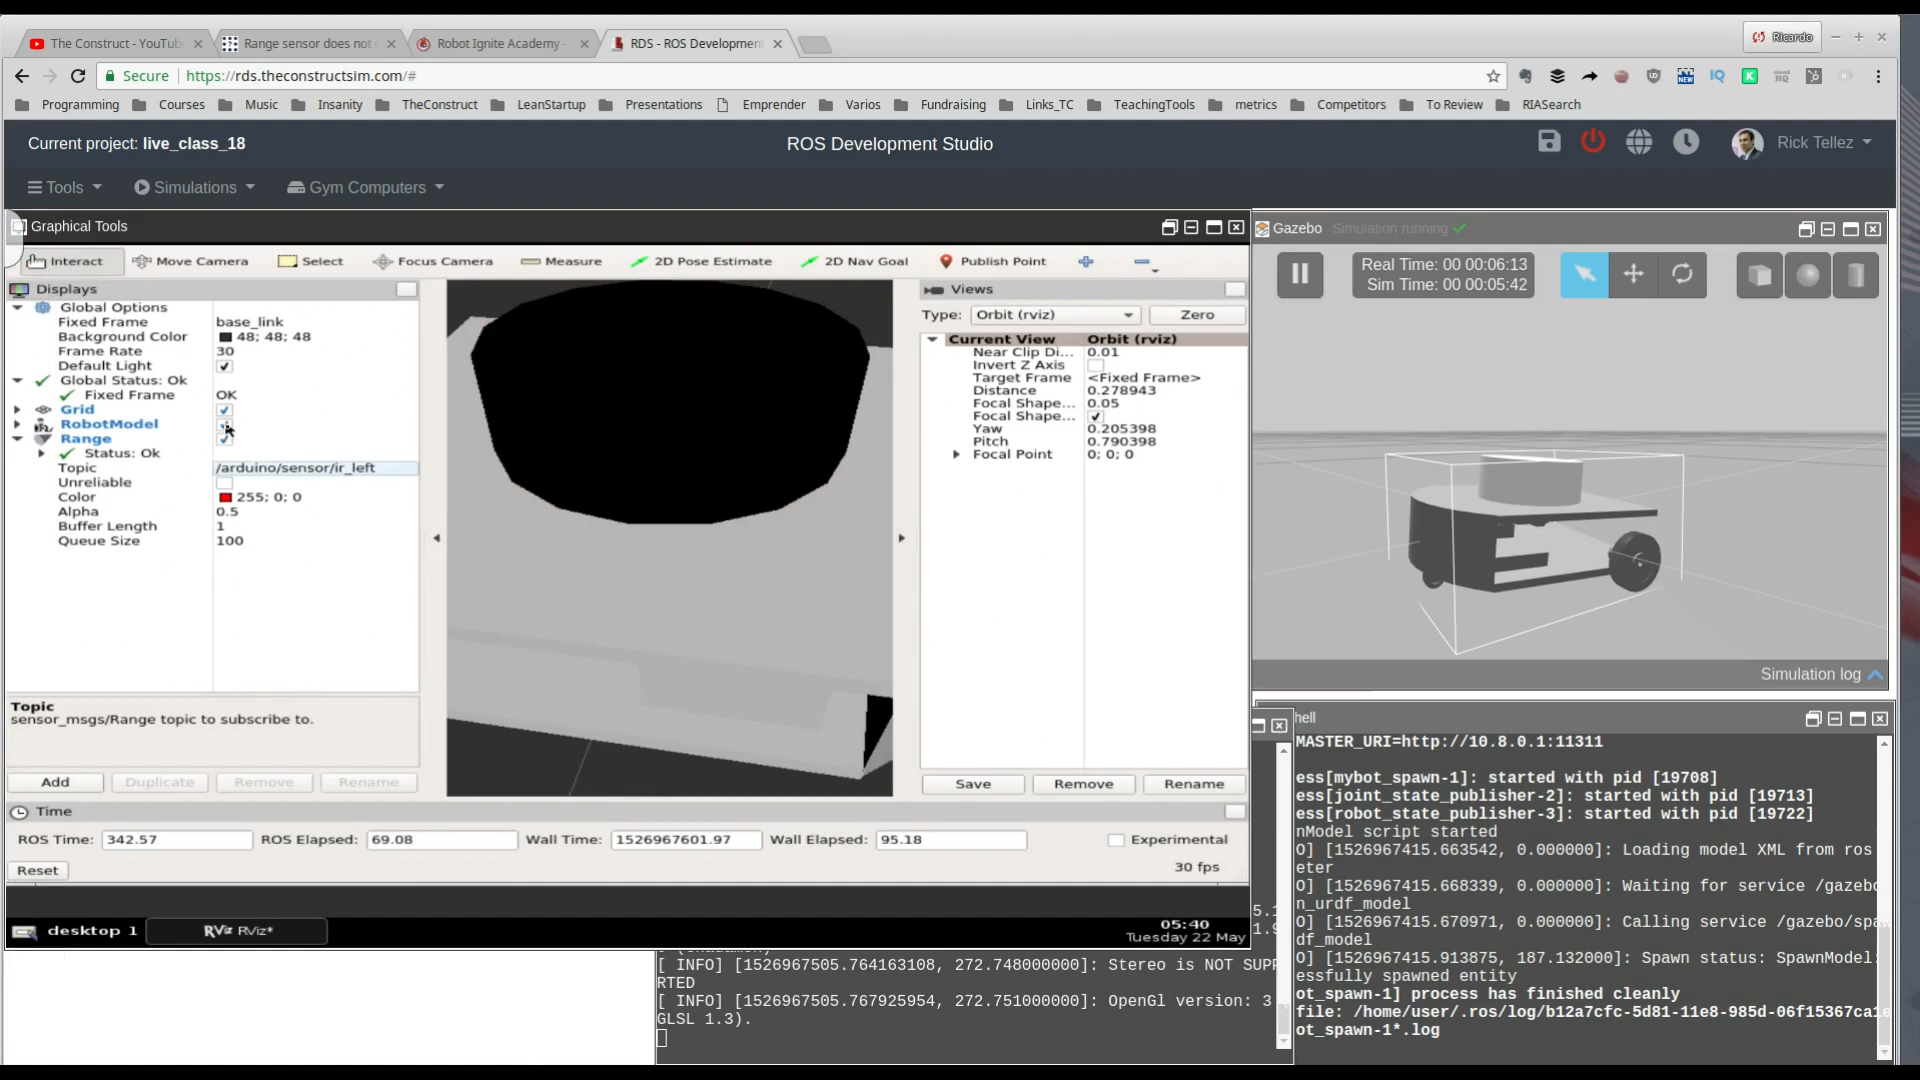 The Construct - YouTub
Range sensor does not
Robot Ignite Academy -
RDS - ROS Development
Ricardo
Secure
https://rds.theconstructsim.com/#
Programming
Courses
Music
Insanity
TheConstruct
LeanStartup
Presentations
Emprender
Varios
Fundraising
Links_TC
TeachingTools
metrics
Competitors
To Review
RIASearch
Current project: live_class_18
ROS Development Studio
Rick Tellez
Tools
Simulations
Gym Computers
Graphical Tools
Interact
Move Camera
Select
Focus Camera
Measure
2D Pose Estimate
2D Nav Goal
Publish Point
Displays
Global Options
Fixed Frame base_link
Background Color 48; 48; 48
Frame Rate 30
Default Light
Global Status: Ok
Fixed Frame OK
Grid
RobotModel
Range
Status: Ok
Topic /arduino/sensor/ir_left
Unreliable
Color 255; 0; 0
Alpha 0.5
Buffer Length 1
Queue Size 100
Topic
sensor_msgs/Range topic to subscribe to.
Add
Duplicate
Remove
Rename
Views
Type: Orbit (rviz)
Zero
Current View Orbit (rviz)
Near Clip Di... 0.01
Invert Z Axis
Target Frame <Fixed Frame>
Distance 0.278943
Focal Shape... 0.05
Focal Shape...
Yaw 0.205398
Pitch 0.790398
Focal Point 0; 0; 0
Save
Remove
Rename
Time
ROS Time: 342.57
ROS Elapsed: 69.08
Wall Time: 1526967601.97
Wall Elapsed: 95.18
Experimental
Reset
30 fps
desktop 1
RViz RViz*
05:40
Tuesday 22 May
Gazebo
Simulation running
Real Time: 00 00:06:13
Sim Time: 00 00:05:42
Simulation log
hell
MASTER_URI=http://10.8.0.1:11311
ess[mybot_spawn-1]: started with pid [19708]
ess[joint_state_publisher-2]: started with pid [19713]
ess[robot_state_publisher-3]: started with pid [19722]
nModel script started
O] [1526967415.663542, 0.000000]: Loading model XML from ros
eter
O] [1526967415.668339, 0.000000]: Waiting for service /gazebo
n_urdf_model
O] [1526967415.670971, 0.000000]: Calling service /gazebo/spa
df_model
O] [1526967415.913875, 187.132000]: Spawn status: SpawnModel:
essfully spawned entity
ot_spawn-1] process has finished cleanly
file: /home/user/.ros/log/b12a7cfc-5d81-11e8-985d-06f15367ca1e
ot_spawn-1*.log
[ INFO] [1526967505.764163108, 272.748000000]: Stereo is NOT SUPP
RTED
[ INFO] [1526967505.767925954, 272.751000000]: OpenGl version: 3
GLSL 1.3).